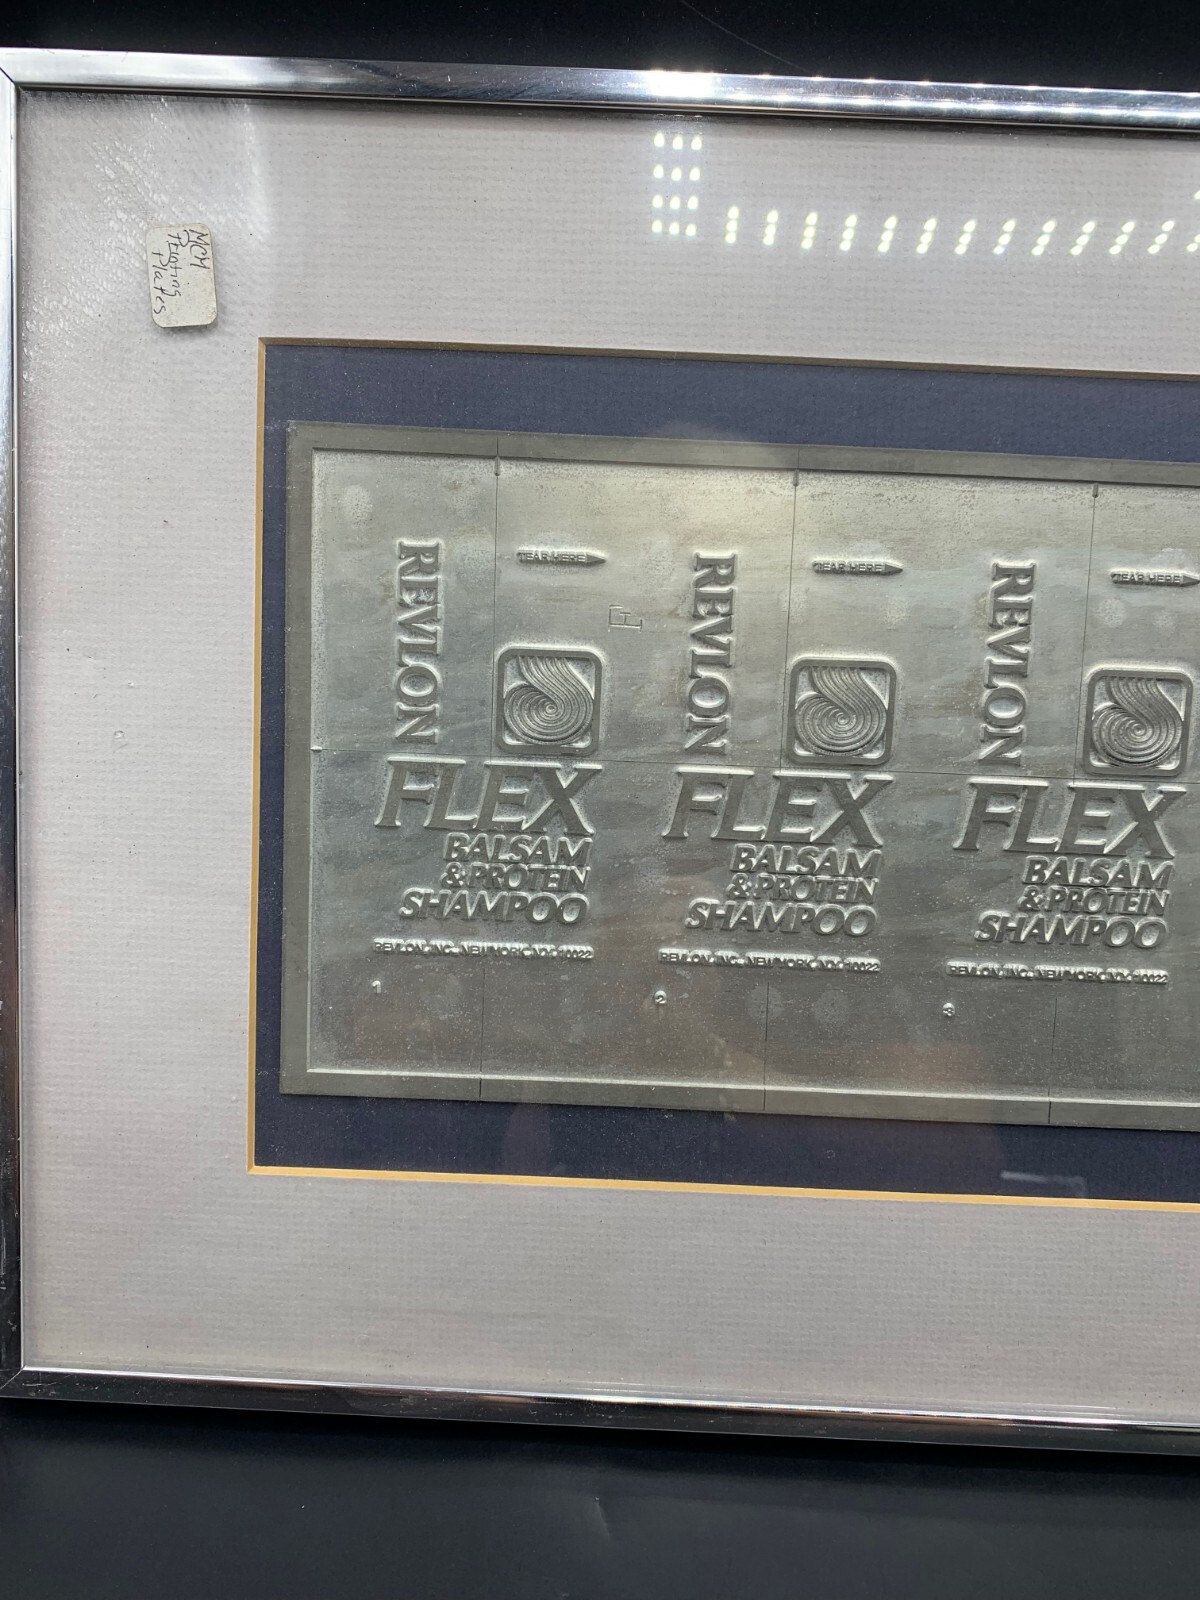 MCM
Printing
Plates
TEAR HERE
TEAR HERE
TEAR HERE
F
REVLON
REVLON
REVLON
FLEX
BALSAM
& PROTEIN
SHAMPOO
REVLON, INC., NEW YORK, N.Y. 10022
1
FLEX
BALSAM
& PROTEIN
SHAMPOO
REVLON, INC., NEW YORK, N.Y. 10022
2
FLEX
BALSAM
& PROTEIN
SHAMPOO
REVLON, INC., NEW YORK, N.Y. 10022
3